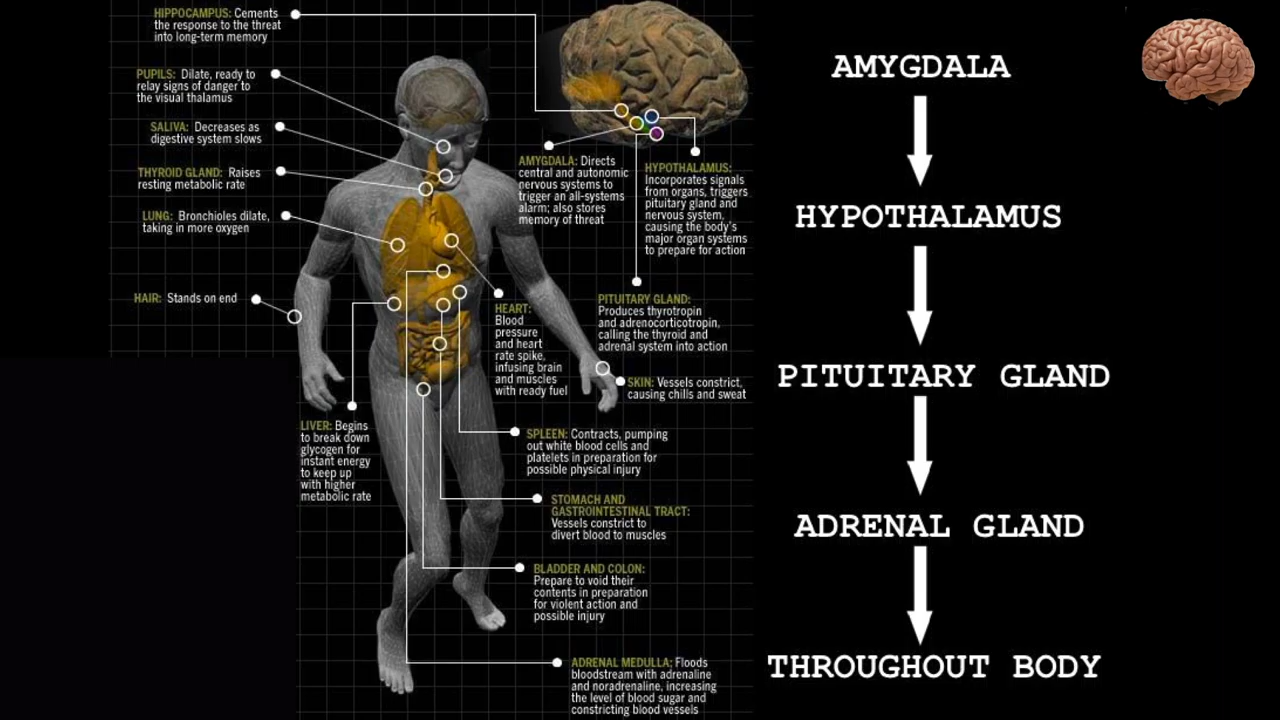 HIPPOCAMPUS: Cements
the response to the threat
into long-term memory
PUPILS: Dilate, ready to
relay signs of danger to
the visual thalamus
SALIVA: Decreases as
digestive system slows
THYROID GLAND: Raises
resting metabolic rate
LUNG: Bronchioles dilate,
taking in more oxygen
HAIR: Stands on end
LIVER: Begins
to break down
glycogen for
instant energy
to keep up
with higher
metabolic rate
AMYGDALA: Directs
central and autonomic
nervous systems to
trigger an all-systems
alarm; also stores
memory of threat
HYPOTHALAMUS:
Incorporates signals
from organs, triggers
pituitary gland and
nervous system,
causing the body's
major organ systems
to prepare for action
HEART:
Blood
pressure
and heart
rate spike,
infusing brain
and muscles
with ready fuel
PITUITARY GLAND:
Produces thyrotropin
and adrenocorticotropin,
calling the thyroid and
adrenal system into action
SKIN: Vessels constrict,
causing chills and sweat
SPLEEN: Contracts, pumping
out white blood cells and
platelets in preparation for
possible physical injury
STOMACH AND
GASTROINTESTINAL TRACT:
Vessels constrict to
divert blood to muscles
BLADDER AND COLON:
Prepare to void their
contents in preparation
for violent action and
possible injury
ADRENAL MEDULLA: Floods
bloodstream with adrenaline
and noradrenaline, increasing
the level of blood sugar and
constricting blood vessels
AMYGDALA
HYPOTHALAMUS
PITUITARY GLAND
ADRENAL GLAND
THROUGHOUT BODY